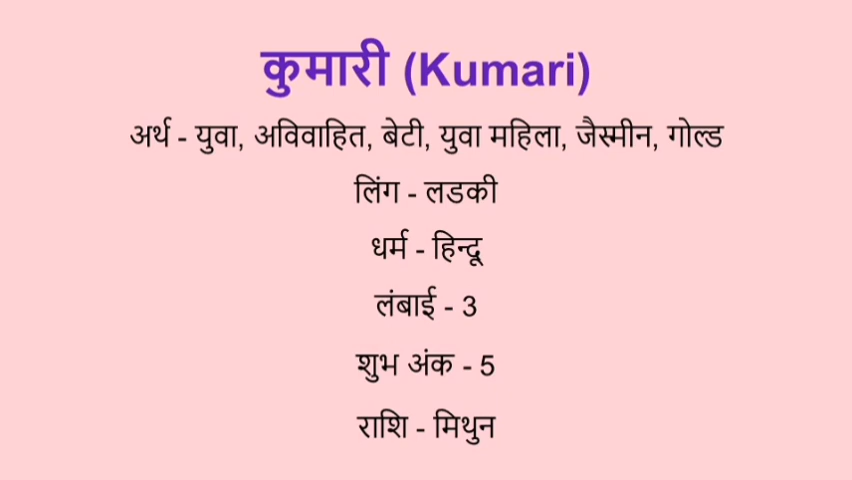 कुमारी (Kumari)
अर्थ - युवा, अविवाहित, बेटी, युवा महिला, जैस्मीन, गोल्ड
लिंग - लडकी
धर्म - हिन्दू
लंबाई - 3
शुभ अंक - 5
राशि - मिथुन